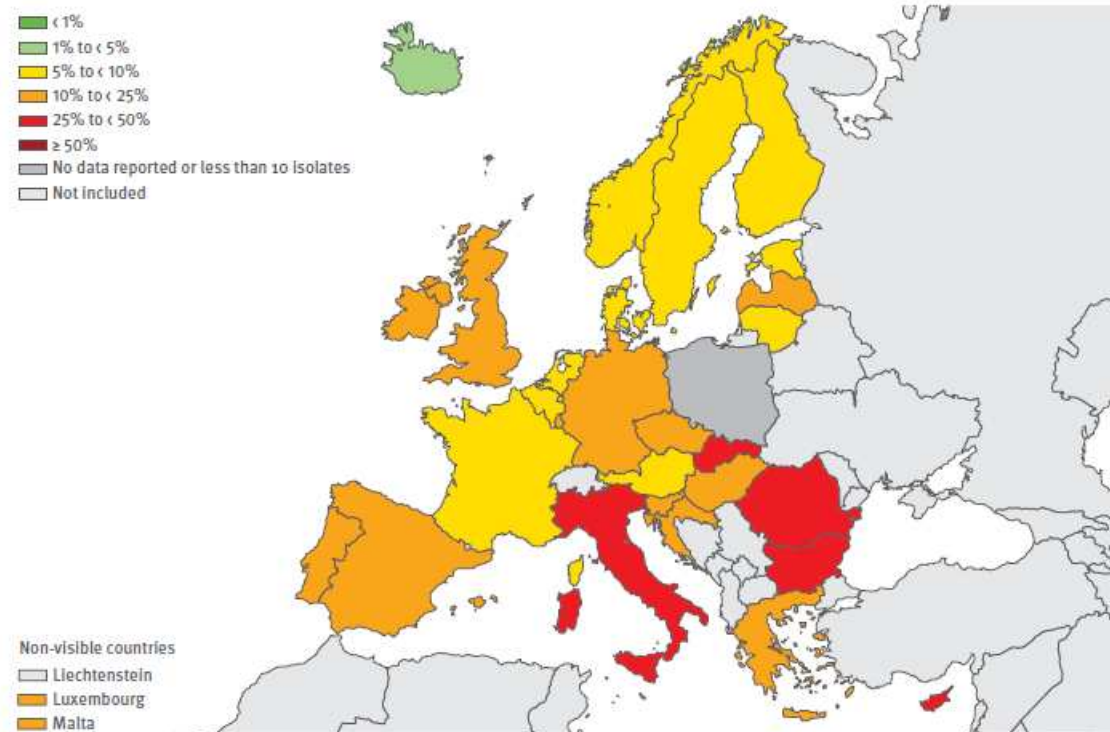 < 1%
1% to < 5%
5% to < 10%
10% to < 25%
25% to < 50%
≥ 50%
No data reported or less than 10 isolates
Not included
Non-visible countries
Liechtenstein
Luxembourg
Malta